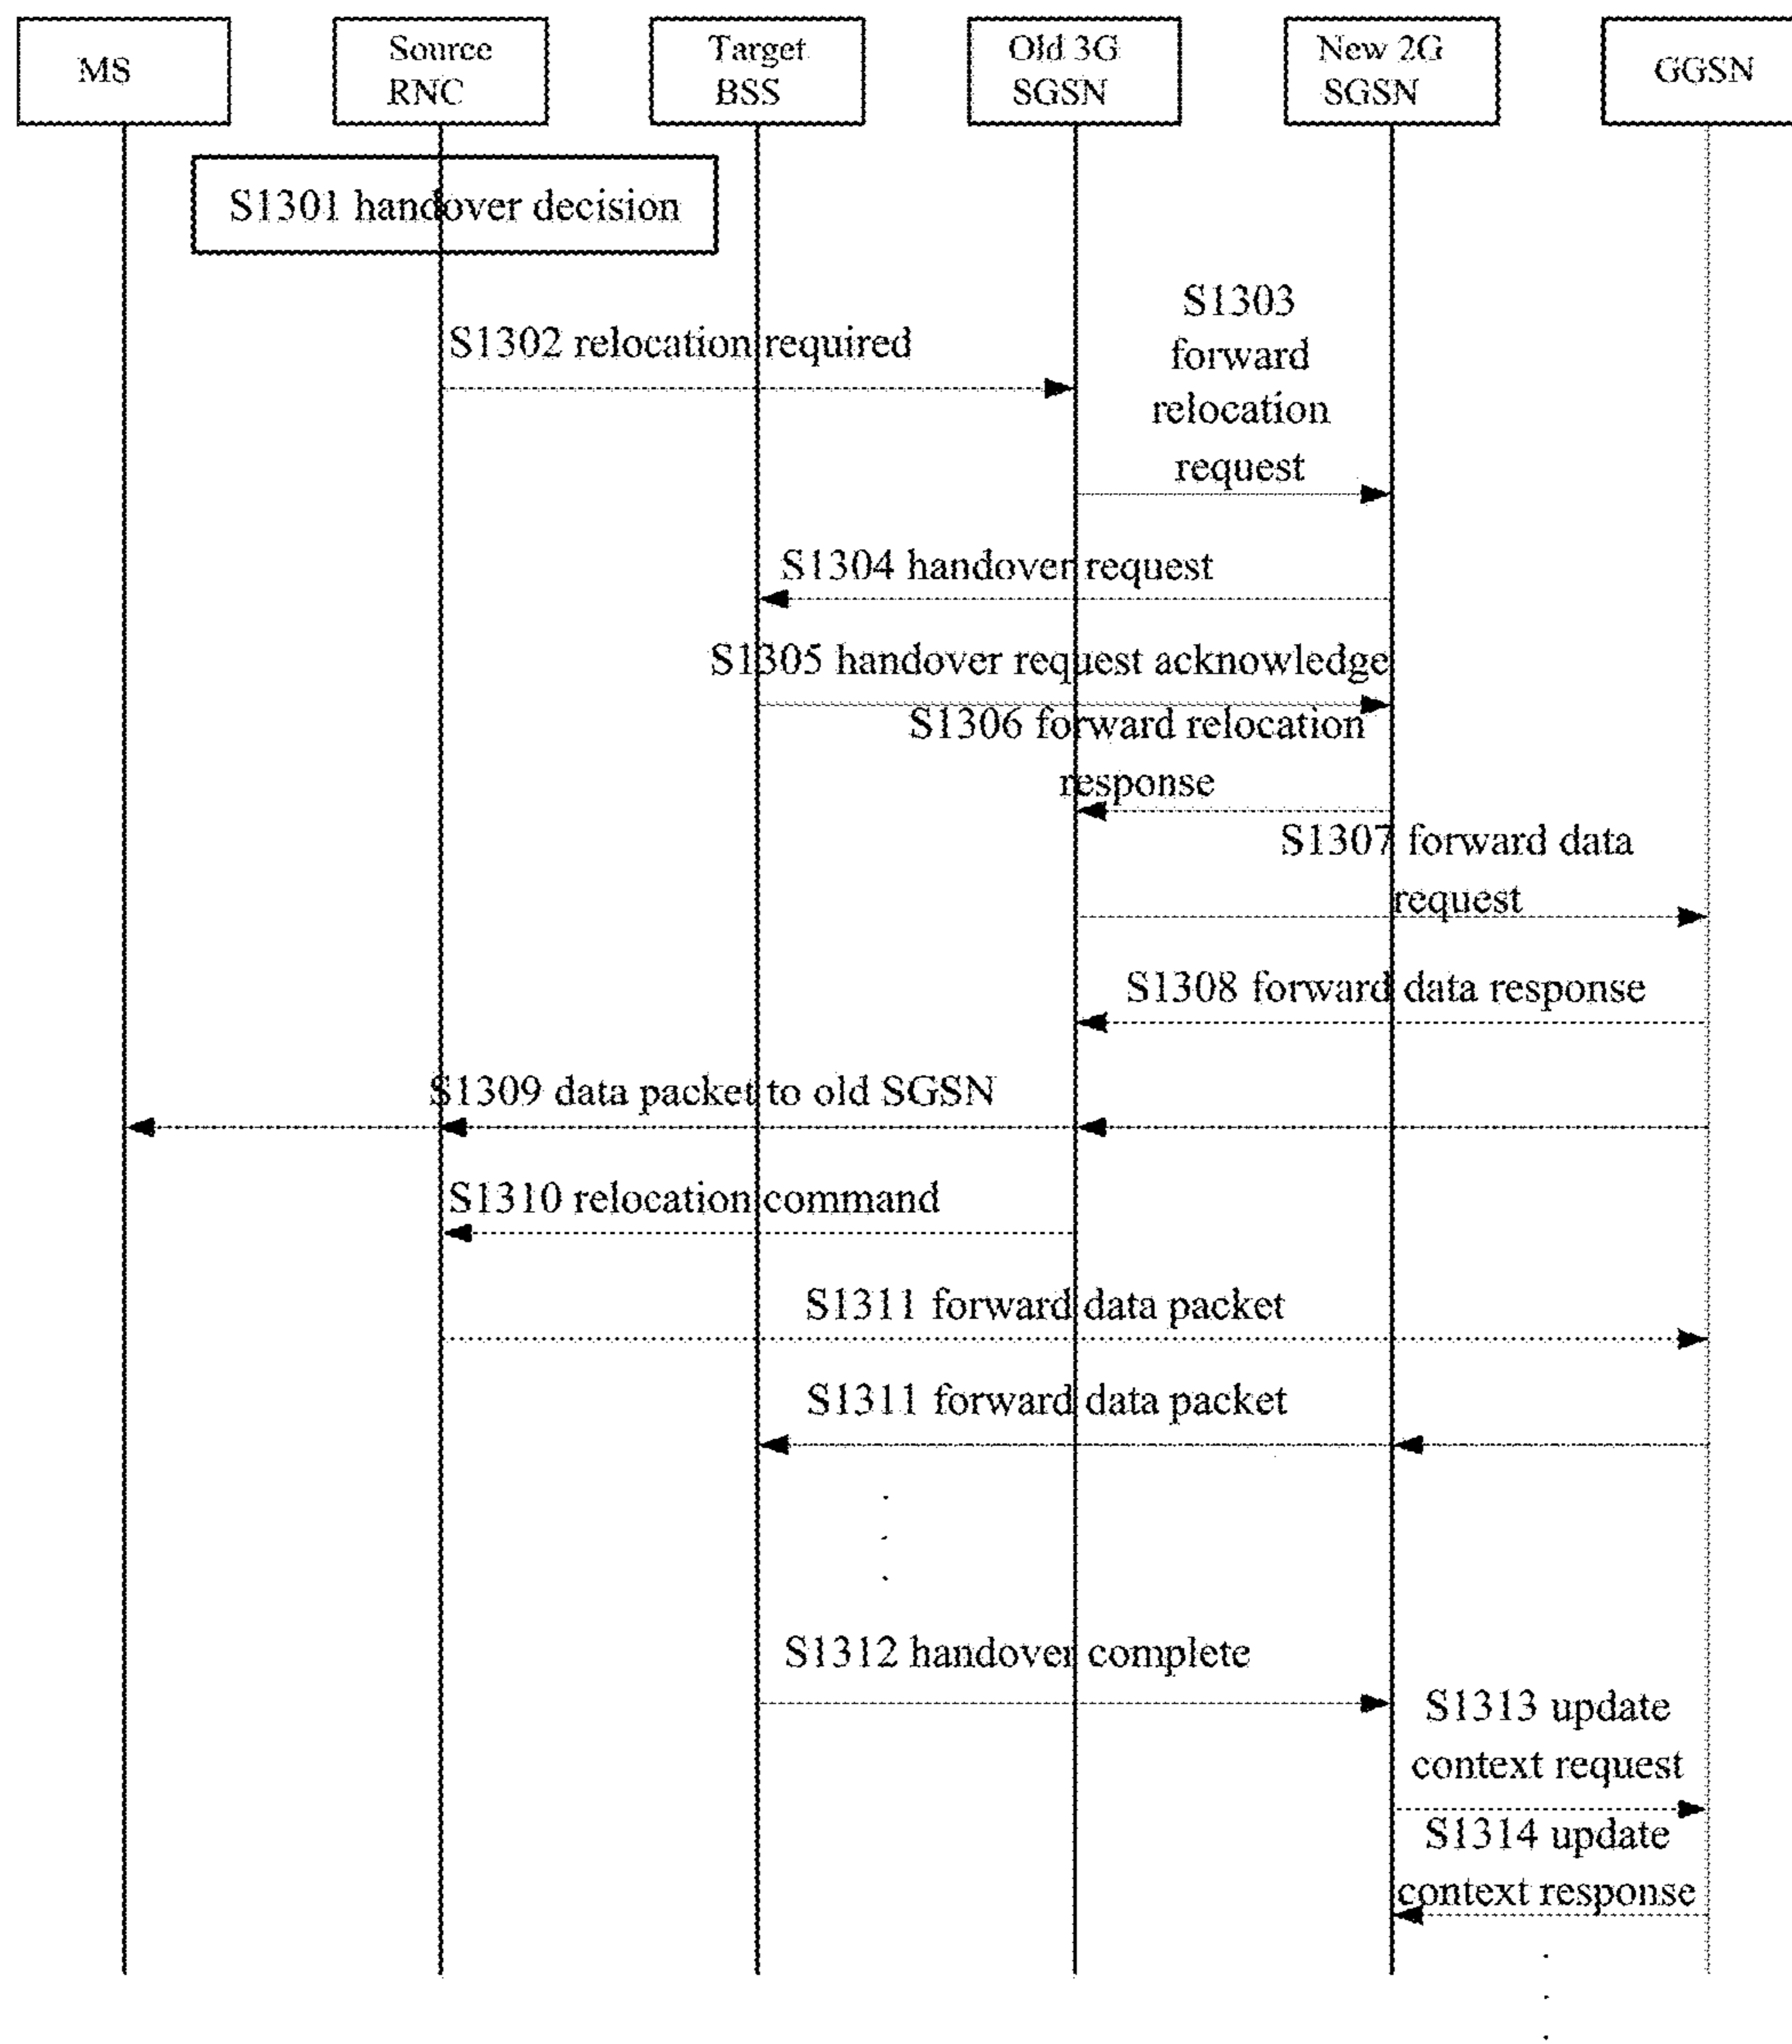 MS
Source
RNC
Target
BSS
Old 3G
SGSN
New 2G
SGSN
GGSN
S1301 handover decision
S1302 relocation required
S1303
forward
relocation
request
S1304 handover request
S1305 handover request acknowledge
S1306 forward relocation
response
S1307 forward data
request
S1308 forward data response
S1309 data packet to old SGSN
S1310 relocation command
S1311 forward data packet
S1311 forward data packet
S1312 handover complete
S1313 update
context request
S1314 update
context response